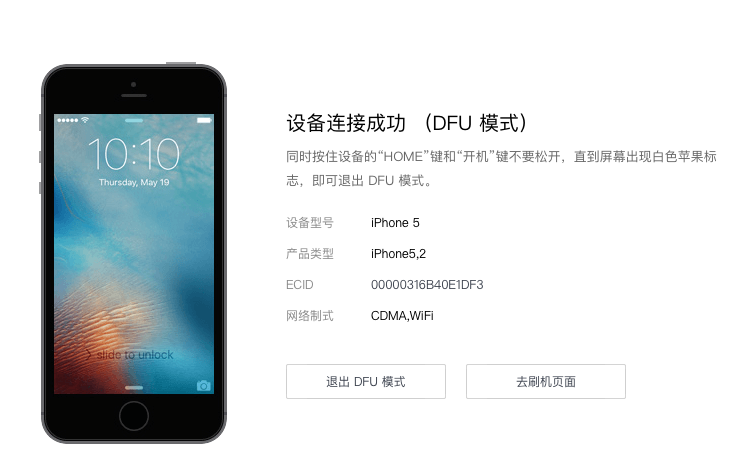 10:10
Thursday, May 19
slide to unlock
设备连接成功 （DFU 模式）
同时按住设备的“HOME”键和“开机”键不要松开，直到屏幕出现白色苹果标
志，即可退出 DFU 模式。
设备型号 iPhone 5
产品类型 iPhone5,2
ECID 00000316B40E1DF3
网络制式 CDMA,WiFi
退出 DFU 模式 去刷机页面